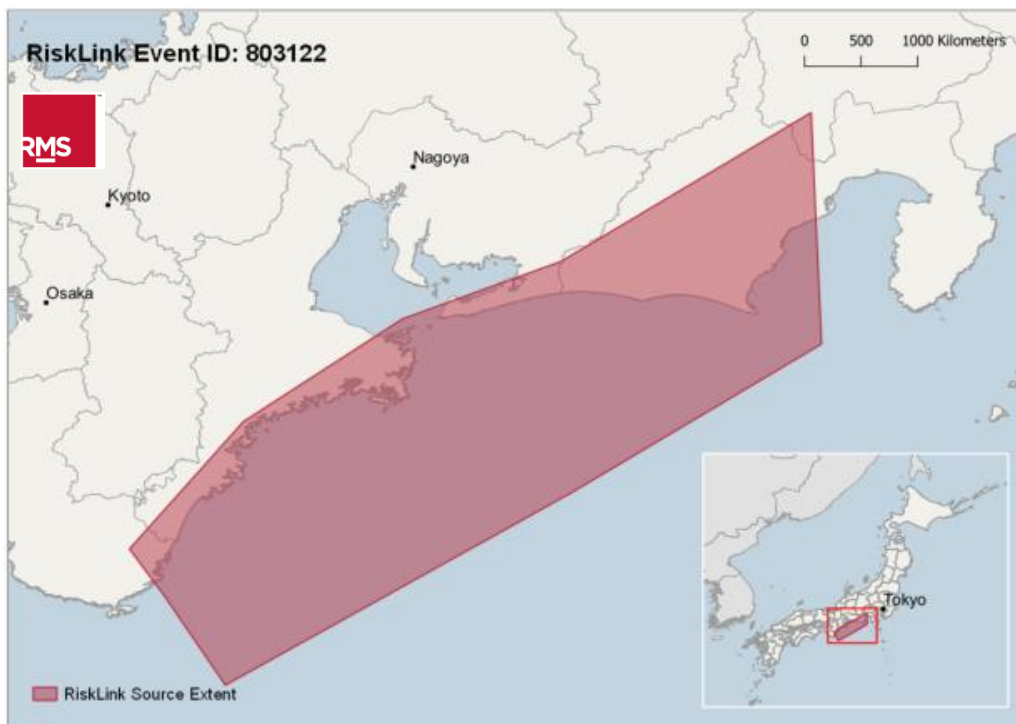 RiskLink Event ID: 803122
0 500 1000 Kilometers
RMS
Nagoya
Kyoto
Osaka
Tokyo
RiskLink Source Extent